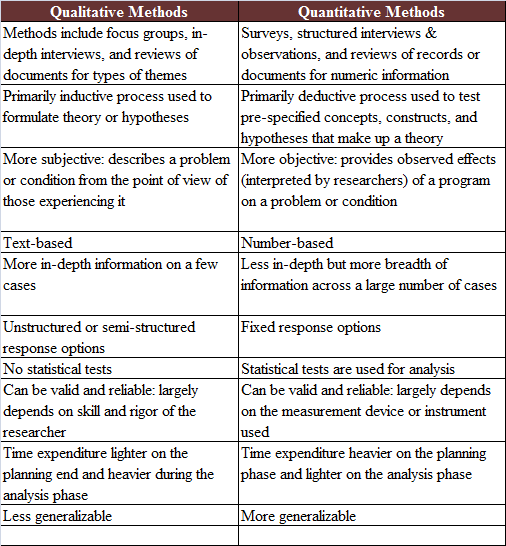 Qualitative Methods
Quantitative Methods
Methods include focus groups, in-
depth interviews, and reviews of
documents for types of themes
Surveys, structured interviews &
observations, and reviews of records or
documents for numeric information
Primarily inductive process used to
formulate theory or hypotheses
Primarily deductive process used to test
pre-specified concepts, constructs, and
hypotheses that make up a theory
More subjective: describes a problem
or condition from the point of view of
those experiencing it
More objective: provides observed effects
(interpreted by researchers) of a program
on a problem or condition
Text-based
Number-based
More in-depth information on a few
cases
Less in-depth but more breadth of
information across a large number of cases
Unstructured or semi-structured
response options
Fixed response options
No statistical tests
Statistical tests are used for analysis
Can be valid and reliable: largely
depends on skill and rigor of the
researcher
Can be valid and reliable: largely depends
on the measurement device or instrument
used
Time expenditure lighter on the
planning end and heavier during the
analysis phase
Time expenditure heavier on the planning
phase and lighter on the analysis phase
Less generalizable
More generalizable